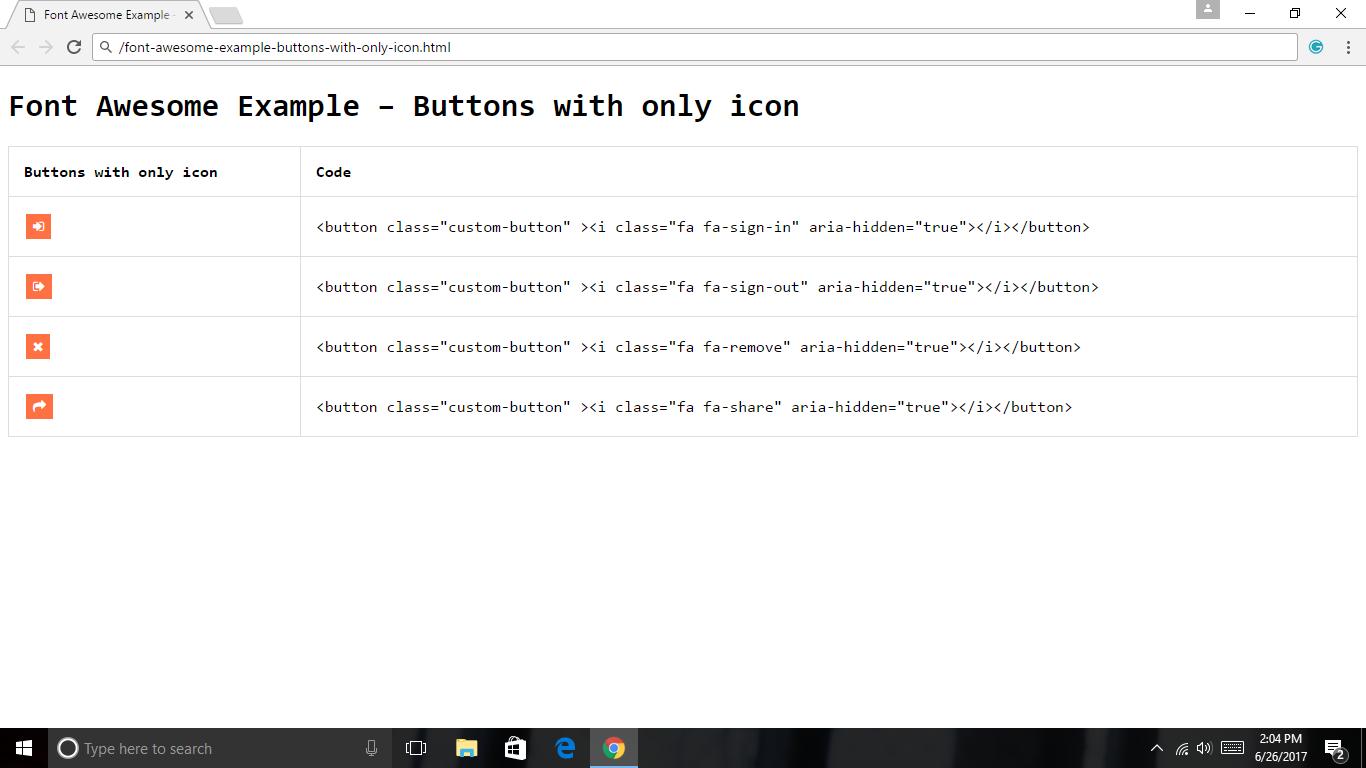 Font Awesome Example -
/font-awesome-example-buttons-with-only-icon.html
Font Awesome Example – Buttons with only icon
Buttons with only icon Code
<button class="custom-button" ><i class="fa fa-sign-in" aria-hidden="true"></i></button>
<button class="custom-button" ><i class="fa fa-sign-out" aria-hidden="true"></i></button>
<button class="custom-button" ><i class="fa fa-remove" aria-hidden="true"></i></button>
<button class="custom-button" ><i class="fa fa-share" aria-hidden="true"></i></button>
Type here to search
2:04 PM
6/26/2017
2